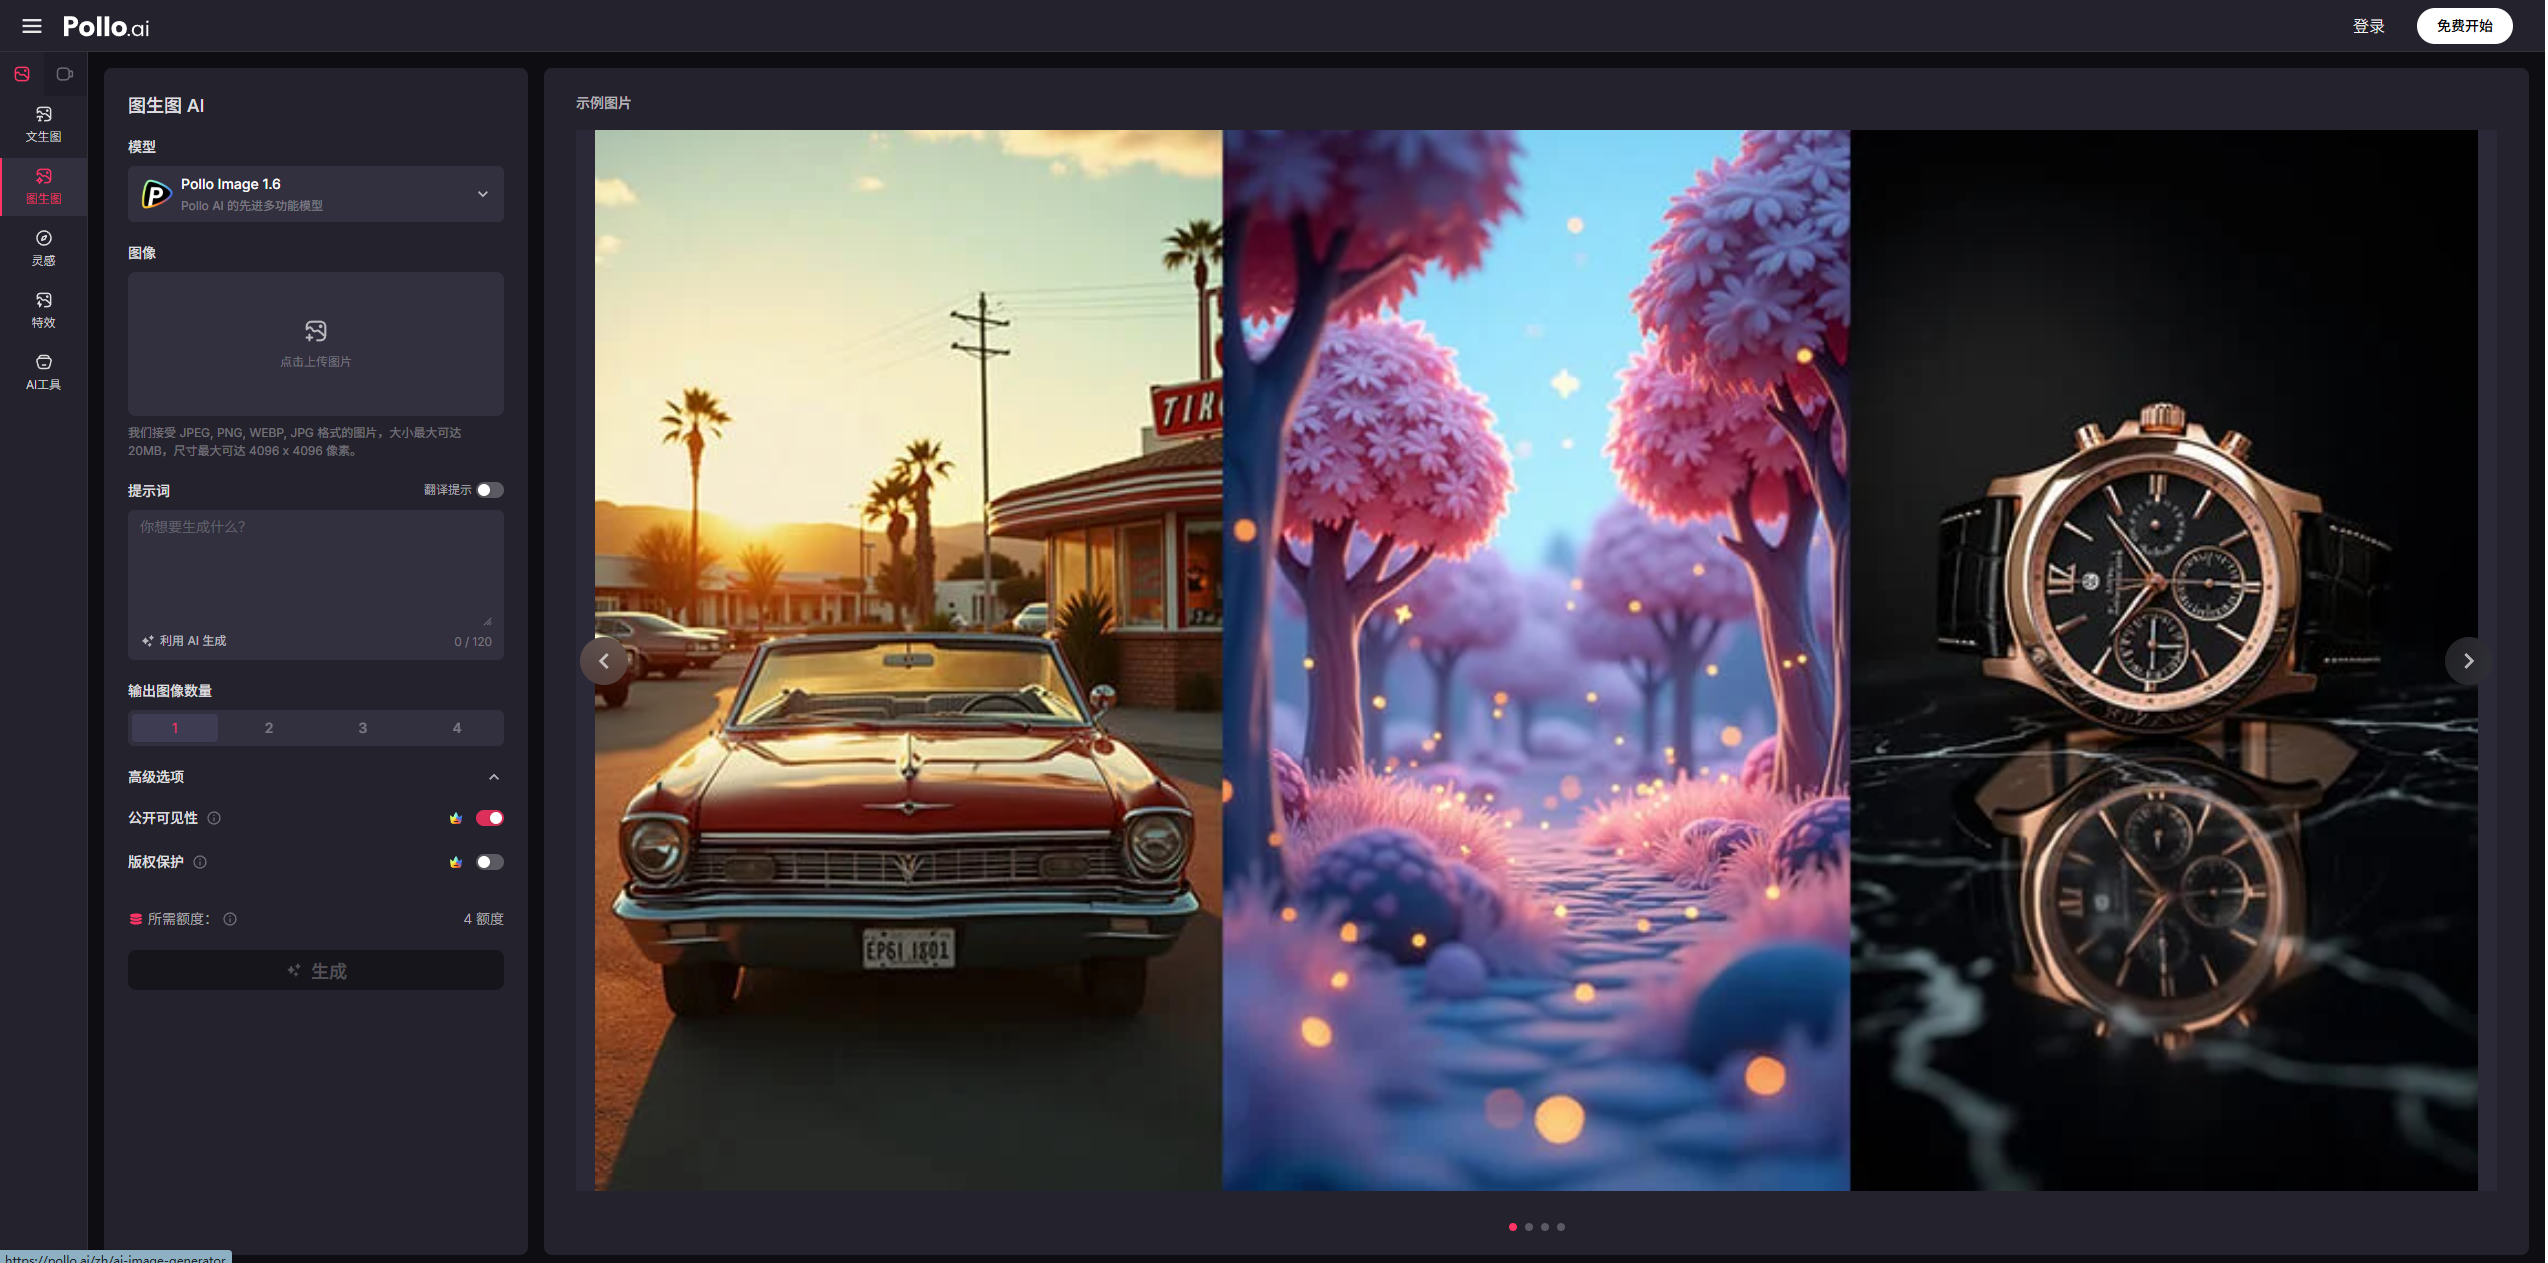 Pollo.ai
登录
免费开始
文生图
图生图
灵感
特效
AI工具
图生图 AI
模型
Pollo Image 1.6
Pollo AI 的先进多功能模型
图像
点击上传图片
我们接受 JPEG, PNG, WEBP, JPG 格式的图片，大小最大可达
20MB，尺寸最大可达 4096 x 4096 像素。
提示词
翻译提示
你想要生成什么?
利用 AI 生成
0 / 120
输出图像数量
1 2 3 4
高级选项
公开可见性
版权保护
所需额度：
4 额度
生成
示例图片
https://pollo.ai/zh/ai-image-generator